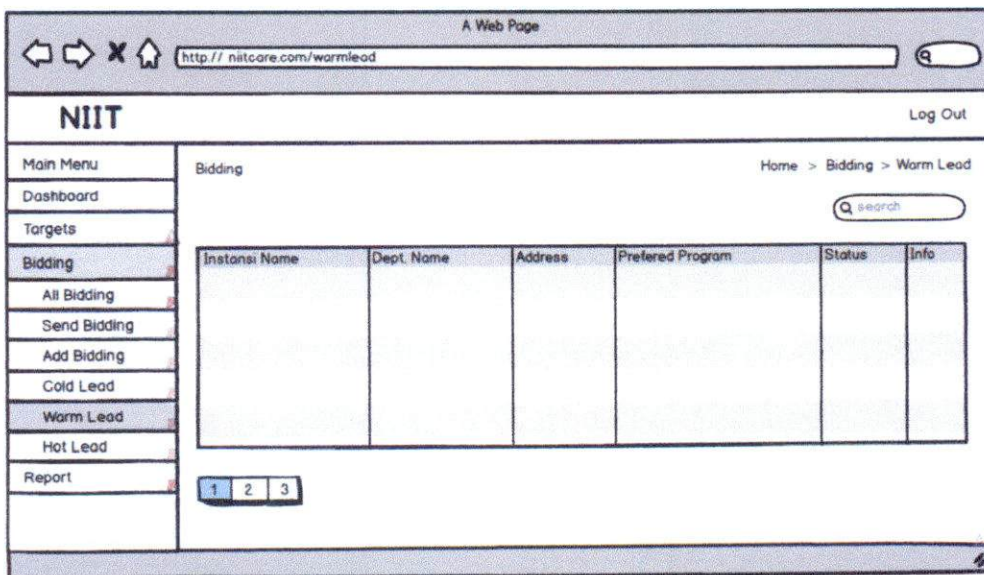 A Web Page
http:// niitcare.com/warmlead
NIIT
Log Out
Main Menu
Dashboard
Targets
Bidding
All Bidding
Send Bidding
Add Bidding
Cold Lead
Warm Lead
Hot Lead
Report
Bidding
Home > Bidding > Warm Lead
search
Instansi Name Dept. Name Address Prefered Program Status Info
1 2 3